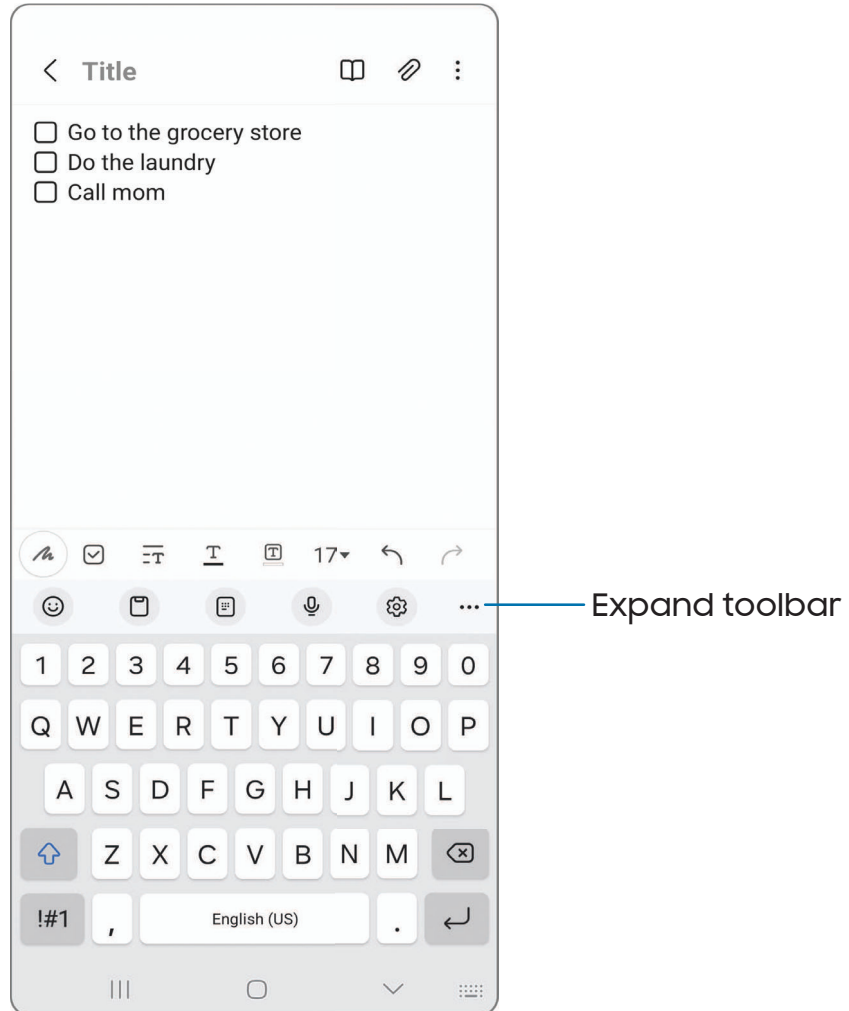 Title
Go to the grocery store
Do the laundry
Call mom
T T T 17
Expand toolbar
1 2 3 4 5 6 7 8 9 0
Q W E R T Y U I O P
A S D F G H J K L
Z X C V B N M
!#1 , English (US) .